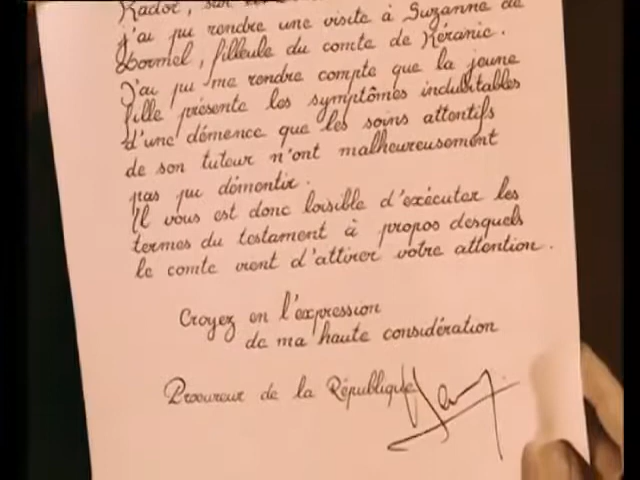 Kadoc, sur
j'ai pu rendre une visite à Suzanne de
Lormel, filleule du comte de Kéranic.
J'ai pu me rendre compte que la jeune
fille présente les symptômes indubitables
d'une démence que les soins attentifs
de son tuteur n'ont malheureusement
pas pu démentir.
Il vous est donc loisible d'exécuter les
termes du testament à propos desquels
le comte vient d'attirer votre attention.
Croyez en l'expression
de ma haute considération
Procureur de la République